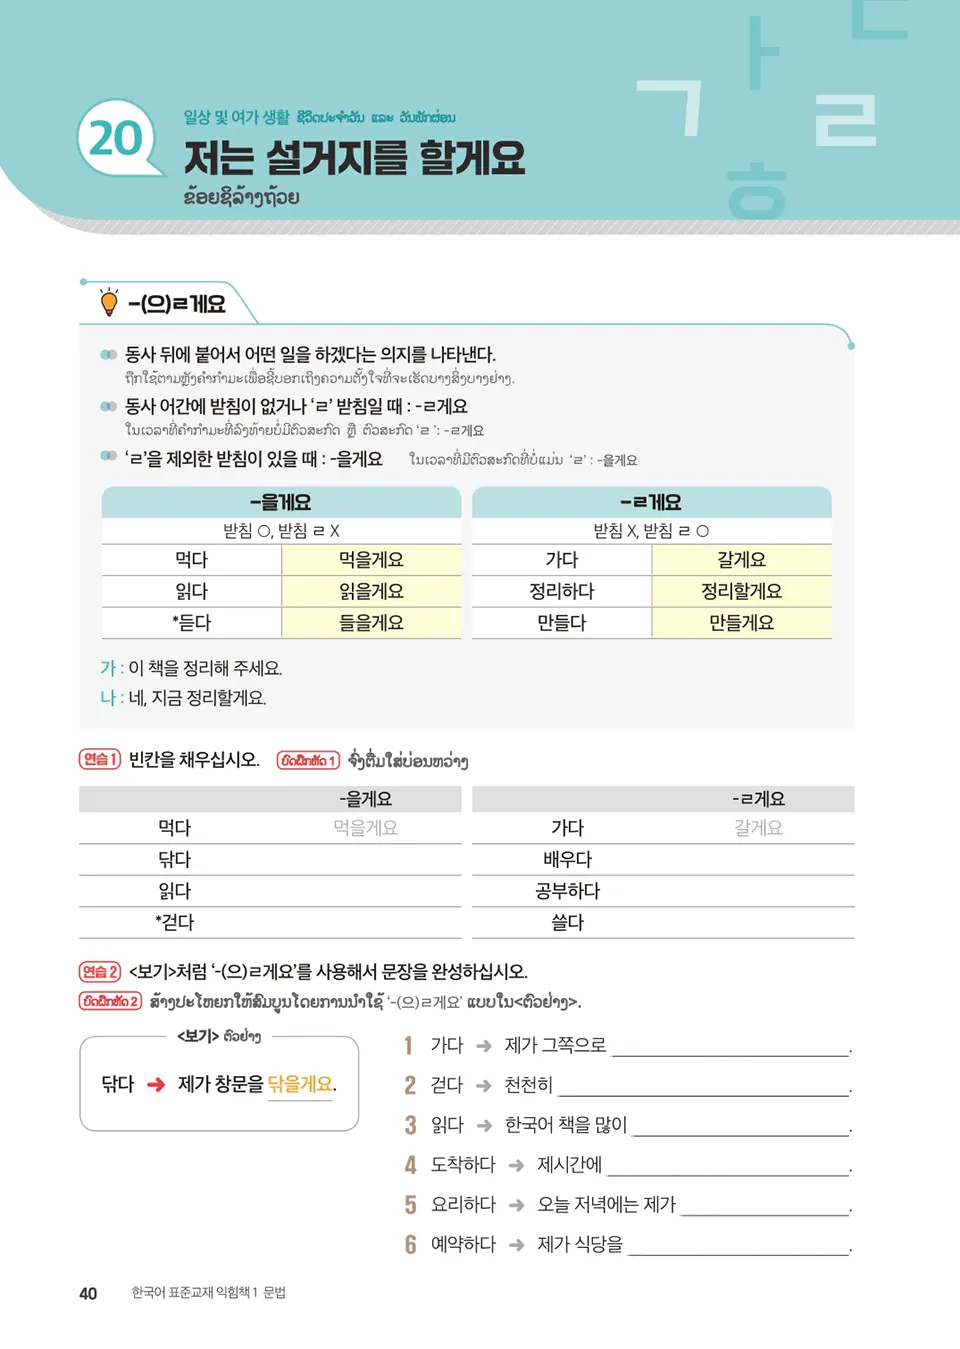 20
일상 및 여가 생활 ຊີວິດປະຈຳວັນ ແລະ ວັນພັກຜ່ອນ
저는 설거지를 할게요
ຂ້ອຍຊິລ້າງຖ້ວຍ
ㄱ ㅏ ㄷ ㄹ ㅎ
-(으)ㄹ게요
동사 뒤에 붙어서 어떤 일을 하겠다는 의지를 나타낸다.
ຖືກໃຊ້ຕາມຫຼັງຄຳກຳມະເພື່ອຊີ້ບອກເຖິງຄວາມຕັ້ງໃຈທີ່ຈະເຮັດບາງສິ່ງບາງຢ່າງ.
동사 어간에 받침이 없거나 ‘ㄹ’ 받침일 때 : -ㄹ게요
ໃນເວລາທີ່ຄຳກຳມະທີ່ລົງທ້າຍບໍ່ມີຕົວສະກົດ ຫຼື ຕົວສະກົດ ‘ㄹ’: -ㄹ게요
‘ㄹ’을 제외한 받침이 있을 때 : -을게요 ໃນເວລາທີ່ມີຕົວສະກົດທີ່ບໍ່ແມ່ນ ‘ㄹ’ : -을게요
-을게요 -ㄹ게요
받침 ○, 받침 ㄹ X 받침 X, 받침 ㄹ ○
먹다 먹을게요 가다 갈게요
읽다 읽을게요 정리하다 정리할게요
*듣다 들을게요 만들다 만들게요
가 : 이 책을 정리해 주세요.
나 : 네, 지금 정리할게요.
연습 1 빈칸을 채우십시오. ບົດຝຶກຫັດ 1 ຈົ່ງຕື່ມໃສ່ບ່ອນຫວ່າງ
-을게요 -ㄹ게요
먹다 먹을게요 가다 갈게요
닦다 배우다
읽다 공부하다
*걷다 쓸다
연습 2 <보기>처럼 ‘-(으)ㄹ게요’를 사용해서 문장을 완성하십시오.
ບົດຝຶກຫັດ 2 ສ້າງປະໂຫຍກໃຫ້ສົມບູນໂດຍການນຳໃຊ້ ‘-(으)ㄹ게요’ ແບບໃນ<ຕົວຢ່າງ>.
<보기> ຕົວຢ່າງ
닦다 ➜ 제가 창문을 닦을게요.
1 가다 ➜ 제가 그쪽으로 ____.
2 걷다 ➜ 천천히 ____.
3 읽다 ➜ 한국어 책을 많이 ____.
4 도착하다 ➜ 제시간에 ____.
5 요리하다 ➜ 오늘 저녁에는 제가 ____.
6 예약하다 ➜ 제가 식당을 ____.
40 한국어 표준교재 익힘책 1 문법